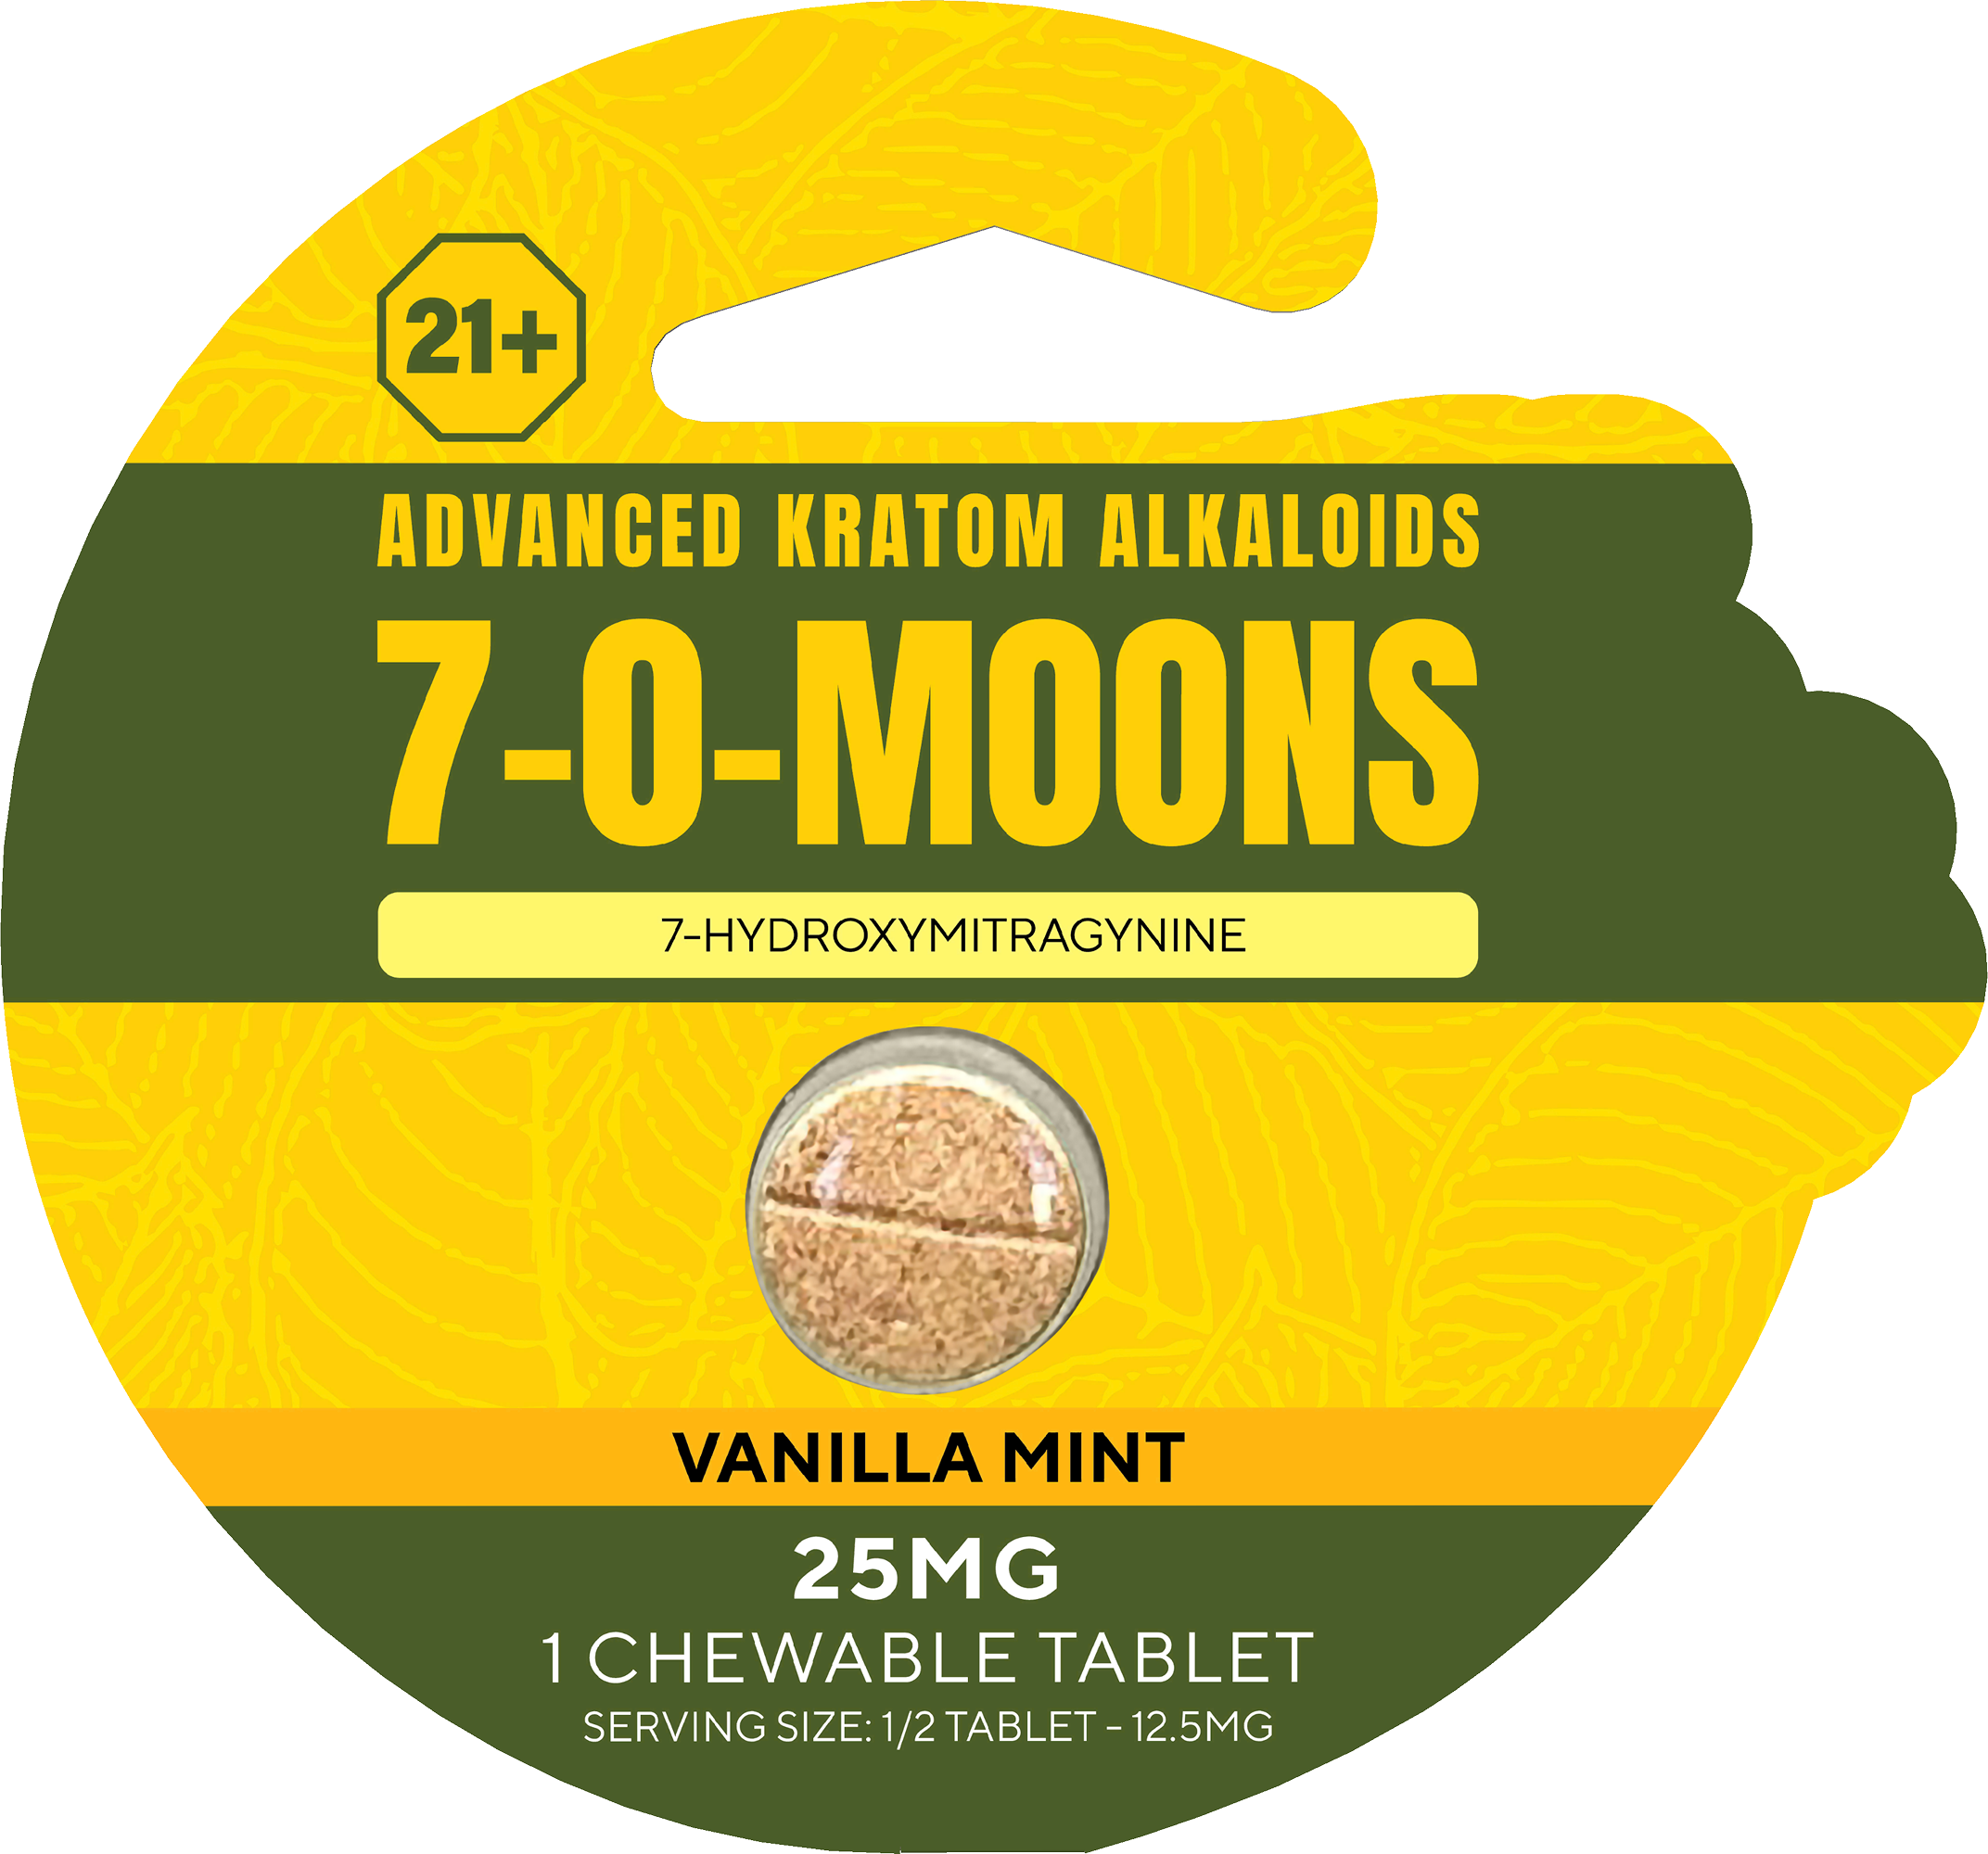 21+
ADVANCED KRATOM ALKALOIDS
7-O-MOONS
7-HYDROXYMITRAGYNINE
VANILLA MINT
25MG
1 CHEWABLE TABLET
SERVING SIZE: 1/2 TABLET - 12.5MG